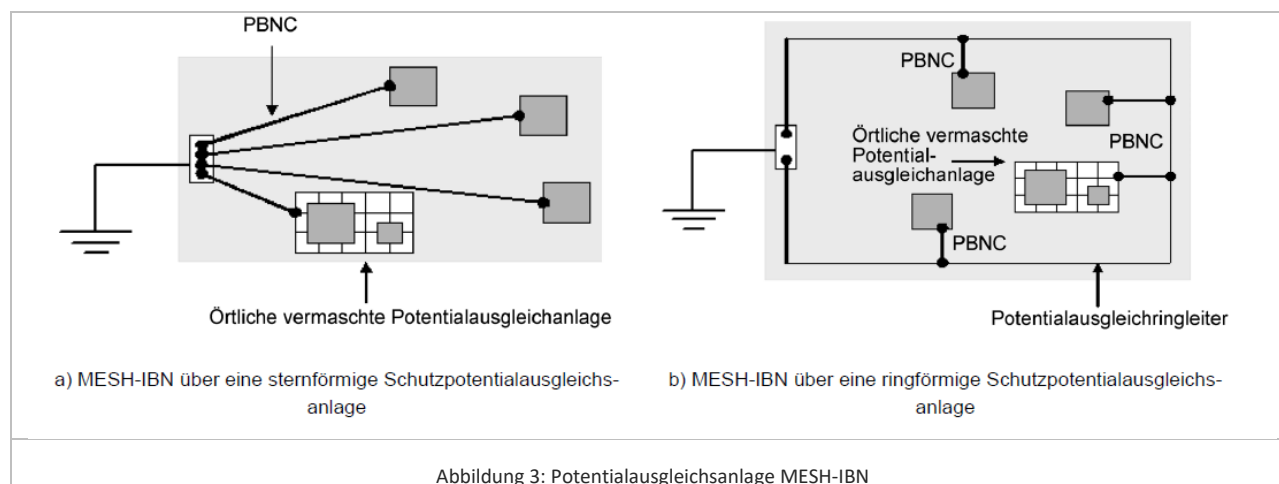 PBNC
Örtliche vermaschte Potentialausgleichanlage
a) MESH-IBN über eine sternförmige Schutzpotentialausgleichs-
anlage
PBNC
PBNC
Örtliche vermaschte
Potential-
ausgleichanlage
PBNC
Potentialausgleichringleiter
b) MESH-IBN über eine ringförmige Schutzpotentialausgleichs-
anlage
Abbildung 3: Potentialausgleichsanlage MESH-IBN